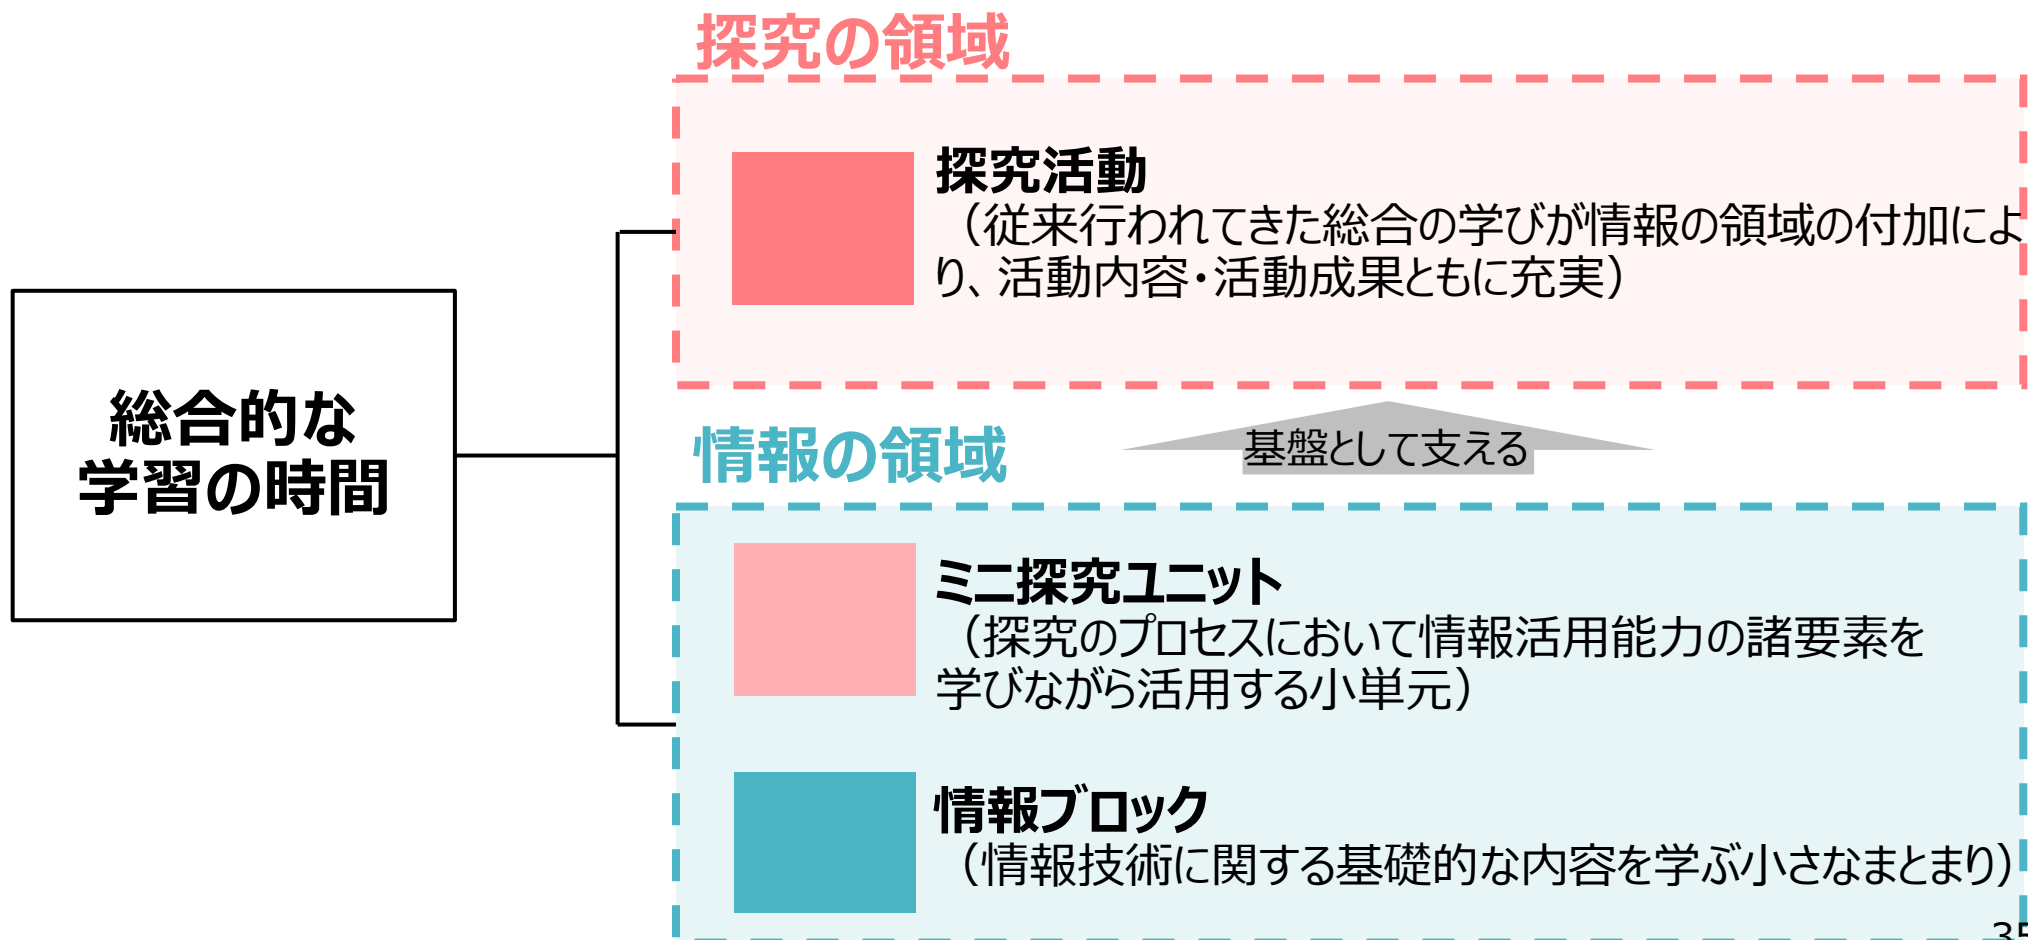 探究の領域
探究活動
（従来行われてきた総合の学びが情報の領域の付加によ
り、活動内容・活動成果ともに充実）
総合的な
学習の時間
情報の領域
基盤として支える
ミニ探究ユニット
（探究のプロセスにおいて情報活用能力の諸要素を
学びながら活用する小単元）
情報ブロック
（情報技術に関する基礎的な内容を学ぶ小さなまとまり）
35